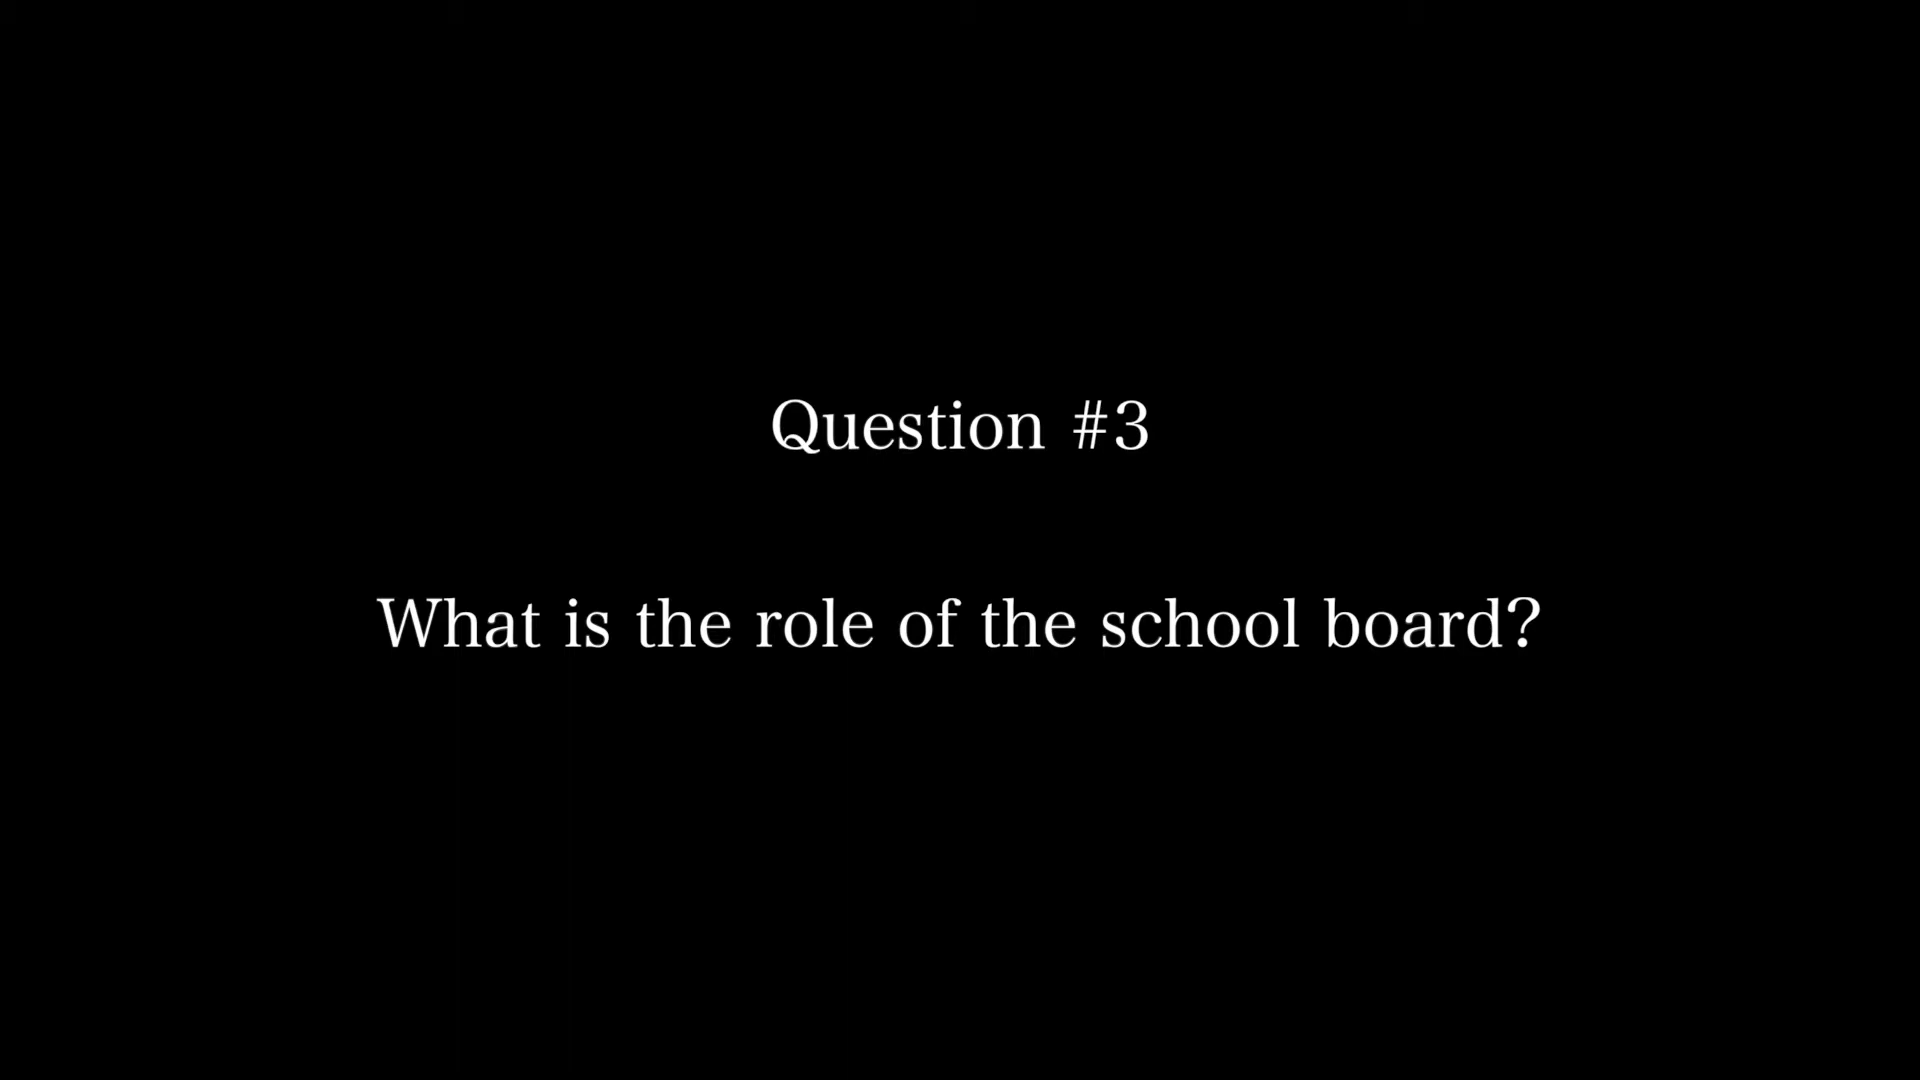 Question #3
What is the role of the school board?